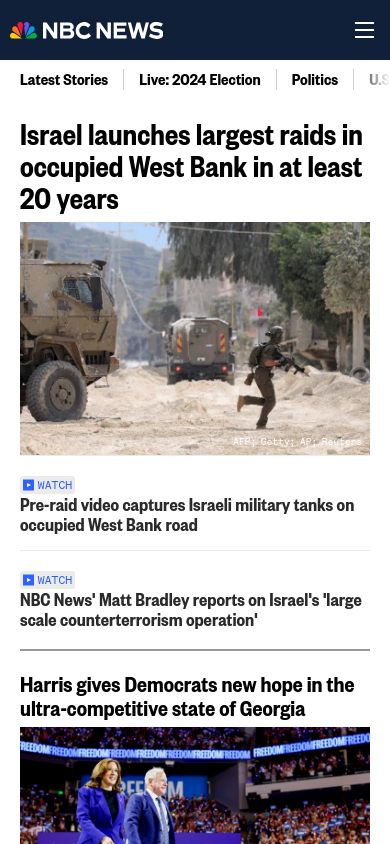 NBC NEWS
Latest Stories
Live: 2024 Election
Politics
U.S
Israel launches largest raids in
occupied West Bank in at least
20 years
AFP; Getty; AP; Reuters
WATCH
Pre-raid video captures Israeli military tanks on
occupied West Bank road
WATCH
NBC News' Matt Bradley reports on Israel's 'large
scale counterterrorism operation'
Harris gives Democrats new hope in the
ultra-competitive state of Georgia
FREEDOM FREEDOM FREEDOM FREEDOM FREEDOM FREEDOM